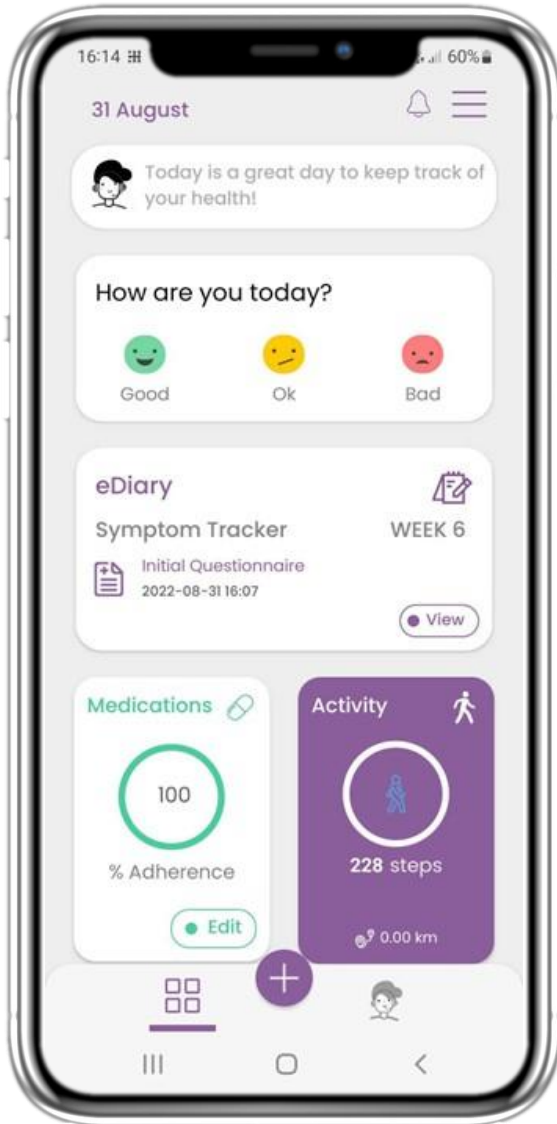 16:14
60%
31 August
Today is a great day to keep track of
your health!
How are you today?
Good Ok Bad
eDiary
Symptom Tracker WEEK 6
Initial Questionnaire
2022-08-31 16:07
View
Medications Activity
100
% Adherence
228 steps
Edit
0.00 km